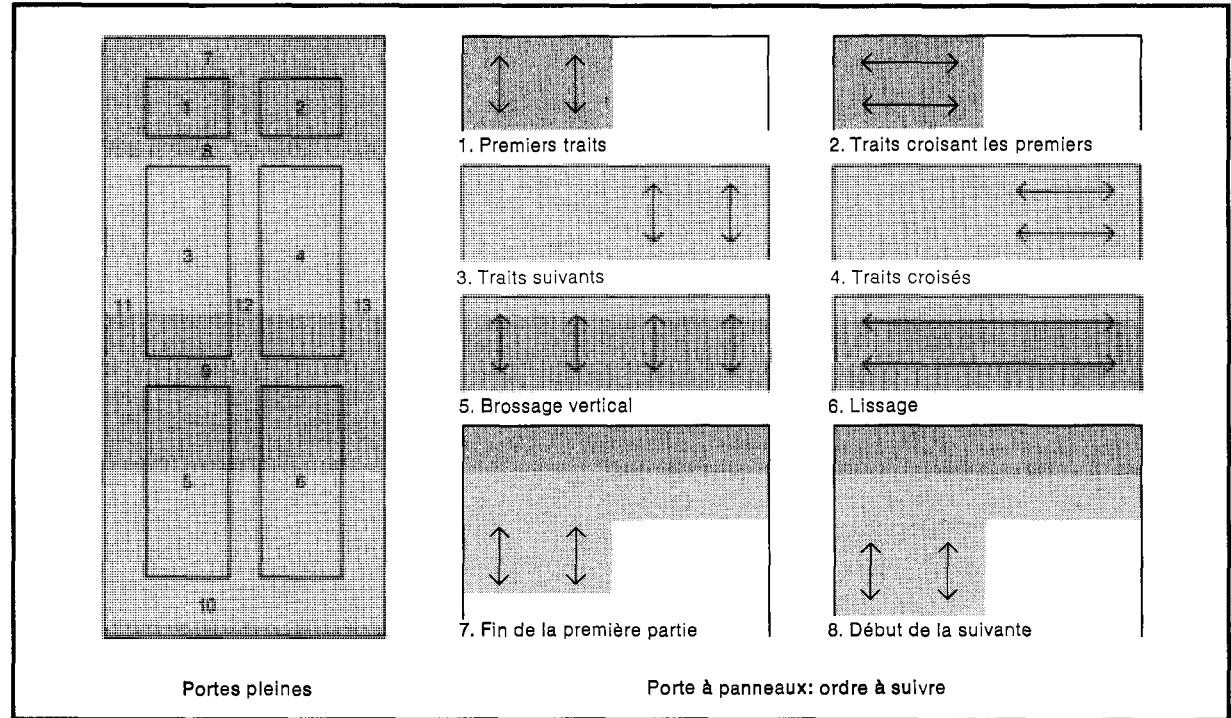 7
1 2
8
3 4
11 12 13
9
5 6
10
1. Premiers traits
2. Traits croisant les premiers
3. Traits suivants
4. Traits croisés
5. Brossage vertical
6. Lissage
7. Fin de la première partie
8. Début de la suivante
Portes pleines
Porte à panneaux: ordre à suivre